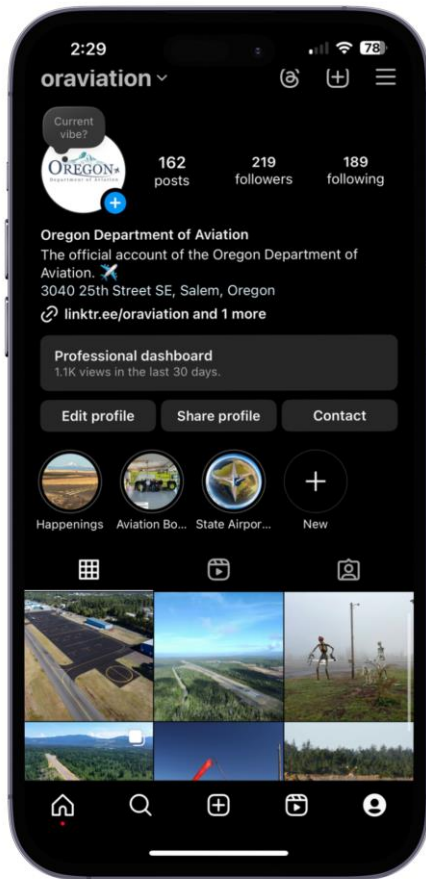 2:29
78
oraviation
Current
vibe?
OREGON
Department of Aviation
162
219
189
posts
followers
following
Oregon Department of Aviation
The official account of the Oregon Department of
Aviation.
3040 25th Street SE, Salem, Oregon
linktr.ee/oraviation and 1 more
Professional dashboard
1.1K views in the last 30 days.
Edit profile
Share profile
Contact
Happenings
Aviation Bo...
State Airpor...
New